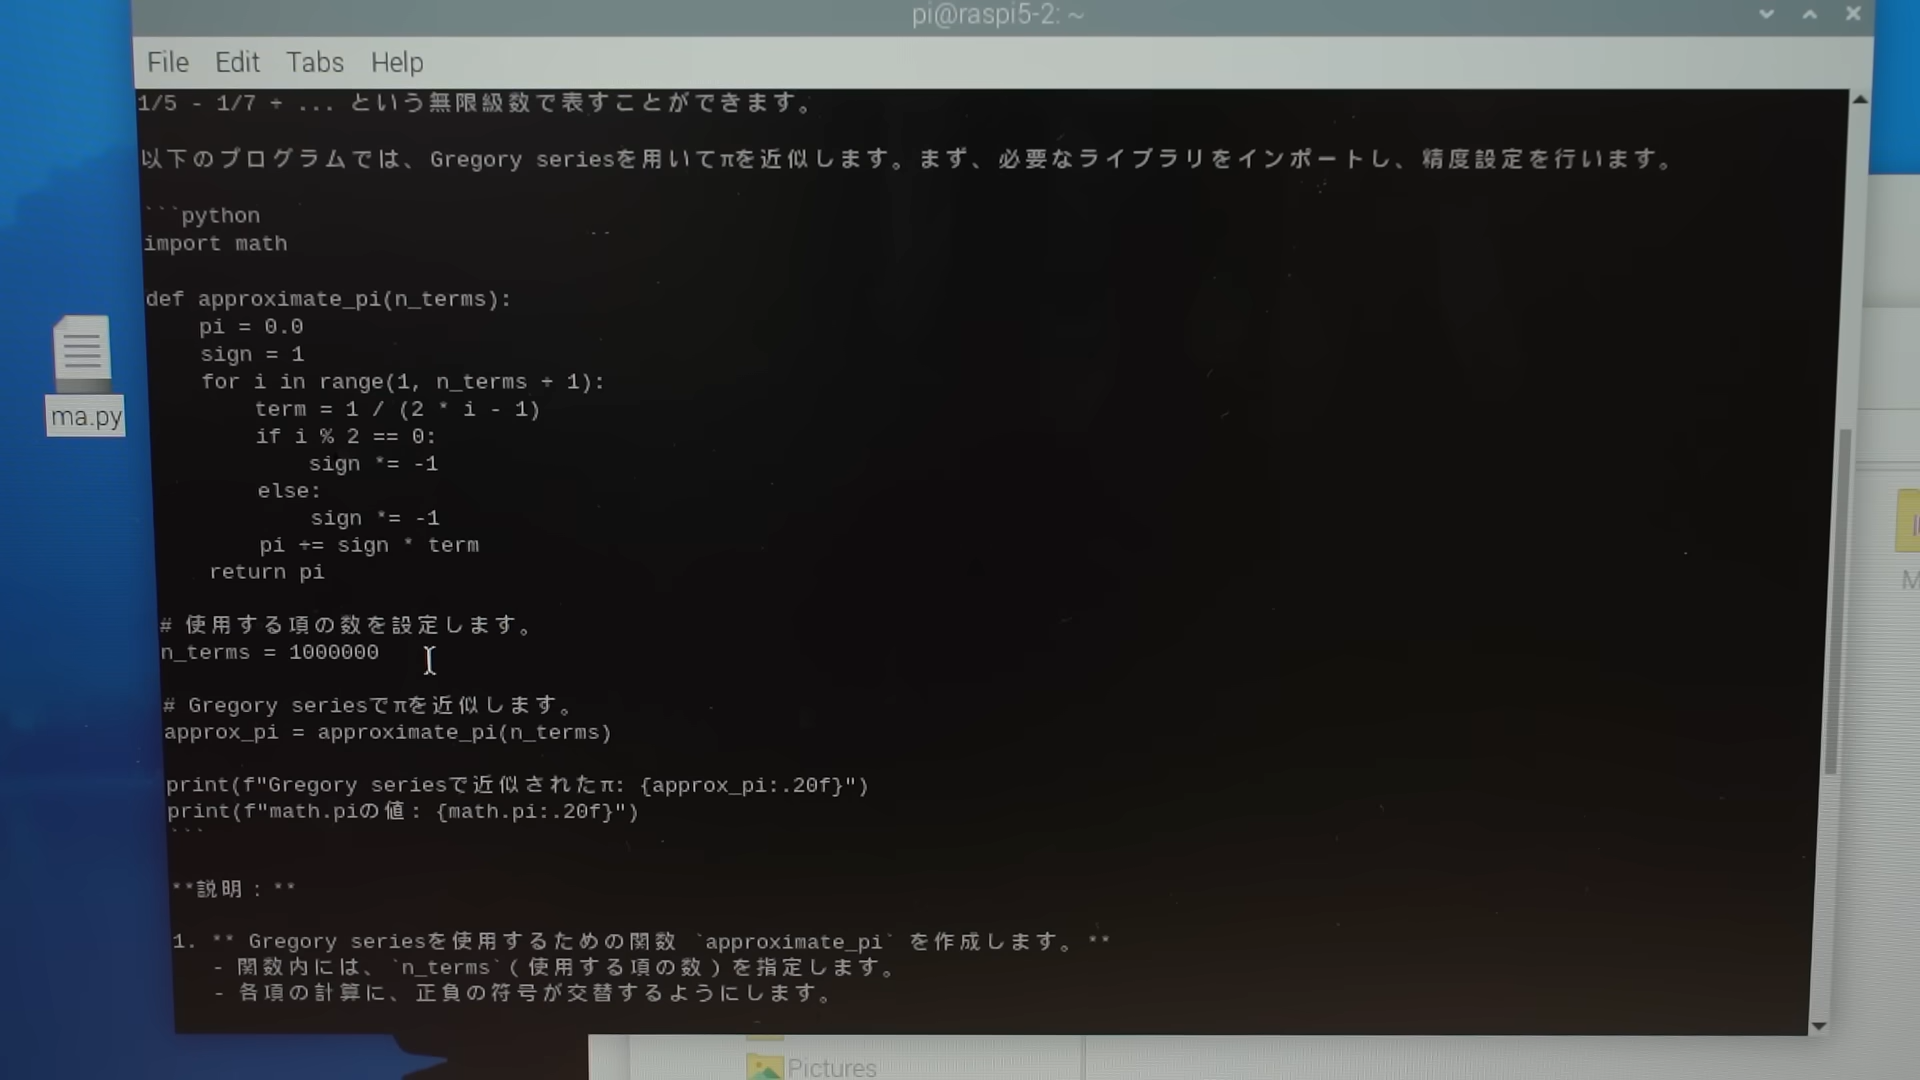 pi@raspi5-2: ~
File Edit Tabs Help
1/5 - 1/7 + ... という無限級数で表すことができます。
以下のプログラムでは、Gregory seriesを用いてπを近似します。まず、必要なライブラリをインポートし、精度設定を行います。
```python
import math
def approximate_pi(n_terms):
pi = 0.0
sign = 1
for i in range(1, n_terms + 1):
term = 1 / (2 * i - 1)
if i % 2 == 0:
sign *= -1
else:
sign *= -1
pi += sign * term
return pi
ma.py
# 使用する項の数を設定します。
n_terms = 1000000
# Gregory seriesでπを近似します。
approx_pi = approximate_pi(n_terms)
print(f"Gregory seriesで近似されたπ: {approx_pi:.20f}")
print(f"math.piの値: {math.pi:.20f}")
```
**説明:**
1. ** Gregory seriesを使用するための関数 `approximate_pi` を作成します。**
- 関数内には、`n_terms`(使用する項の数)を指定します。
- 各項の計算に、正負の符号が交替するようにします。
Pictures